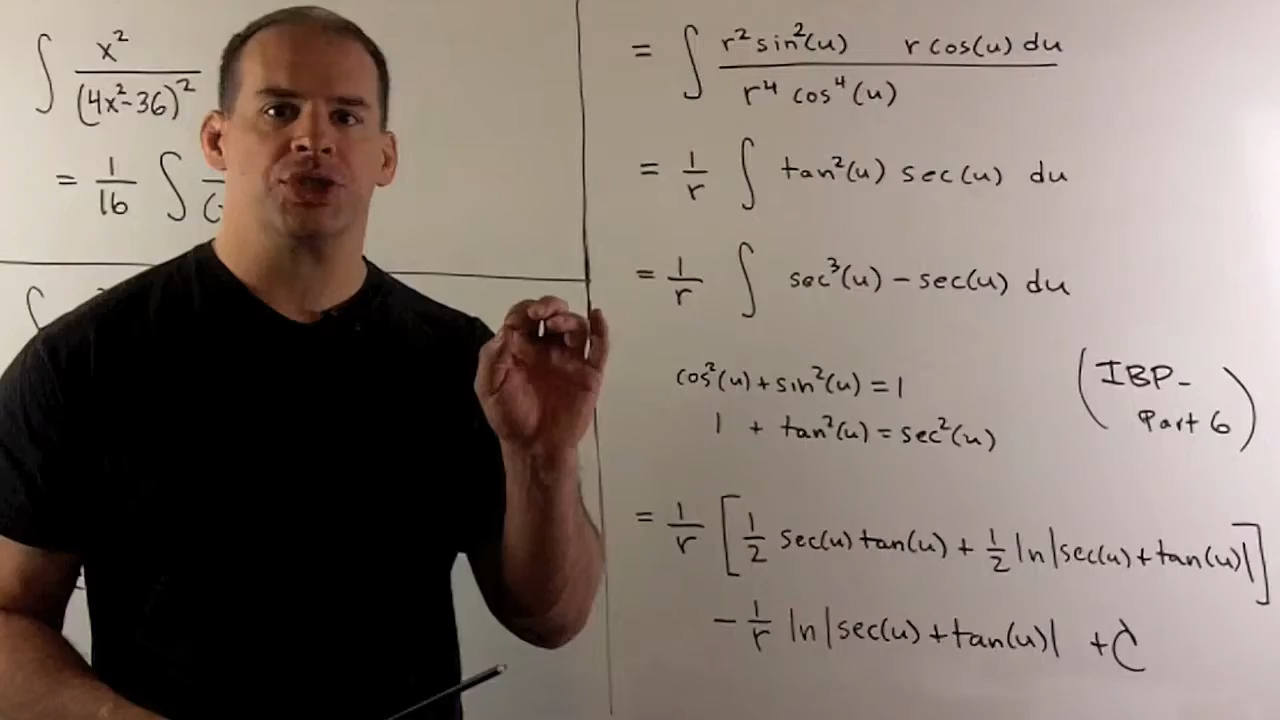 ∫ x² / (4x²-36)²
= 1/16 ∫
= ∫ r² sin²(u) r cos(u) du / r⁴ cos⁴(u)
= 1/r ∫ tan²(u) sec(u) du
= 1/r ∫ sec³(u) - sec(u) du
cos²(u) + sin²(u) = 1
1 + tan²(u) = sec²(u)
(IBP-
Part 6)
= 1/r [1/2 sec(u) tan(u) + 1/2 ln|sec(u) + tan(u)|]
- 1/r ln|sec(u) + tan(u)| + C